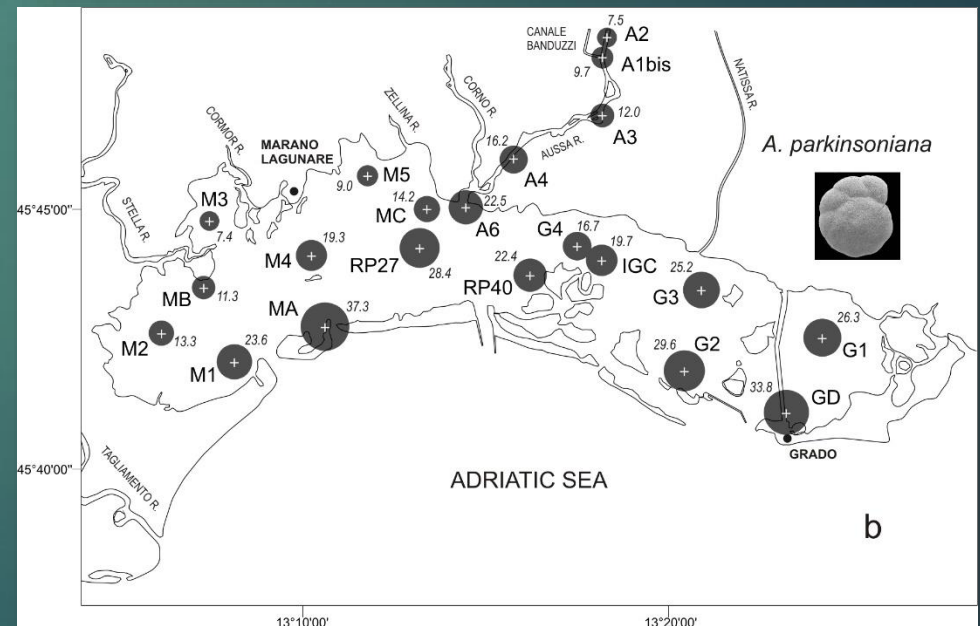 7.5
A2
CANALE
BANDUZZI
9.7
A1bis
12.0
A3
NATISSA R.
A. parkinsoniana
CORNO R.
ZELLINA R.
CORMOR R.
16.2
AUSSA R.
A4
MARANO
LAGUNARE
M5
9.0
STELLA R.
M3
7.4
45°45'00"
14.2
MC
22.5
A6
G4
16.7
19.7
IGC
19.3
M4
RP27
28.4
22.4
RP40
25.2
G3
MB
11.3
MA
37.3
M2
13.3
23.6
M1
29.6
G2
26.3
G1
33.8
GD
GRADO
45°40'00"
TAGLIAMENTO R.
ADRIATIC SEA
b
13°10'00'
13°20'00'